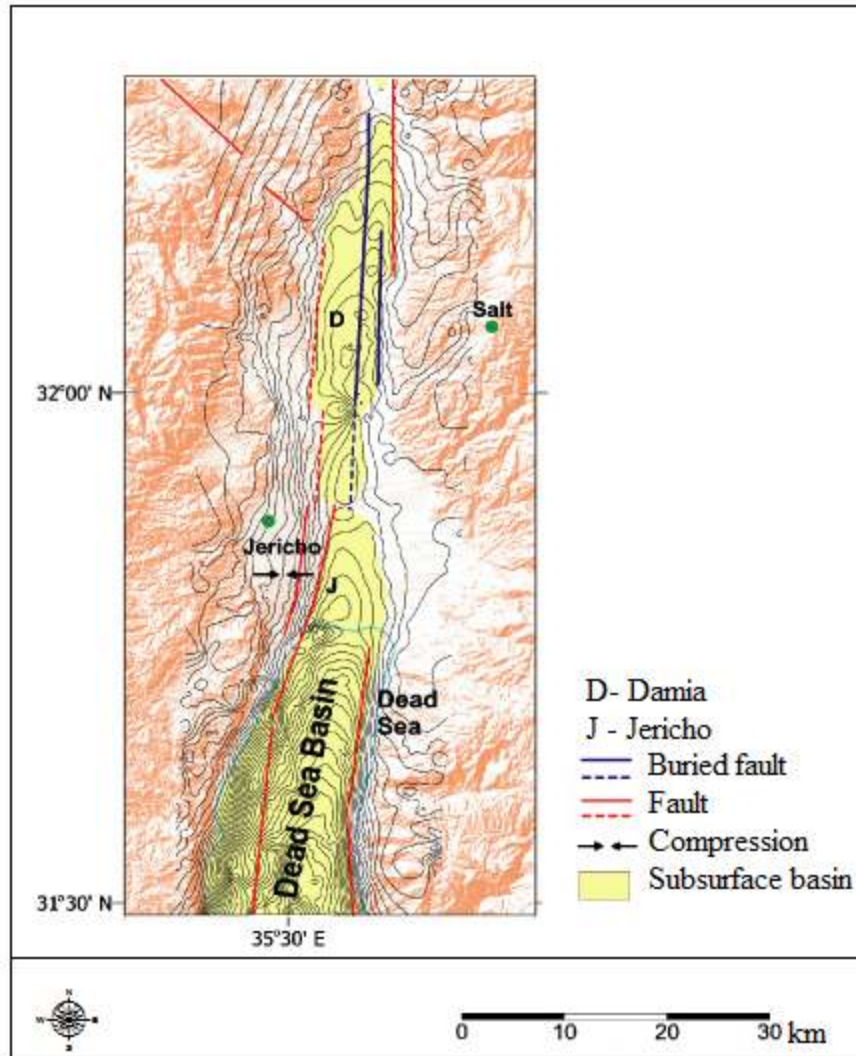 Salt
D
32°00' N
Jericho
J
Dead Sea Basin
Dead
Sea
31°30' N
35°30' E
D- Damia
J - Jericho
Buried fault
Fault
Compression
Subsurface basin
N
W
E
S
0 10 20 30 km